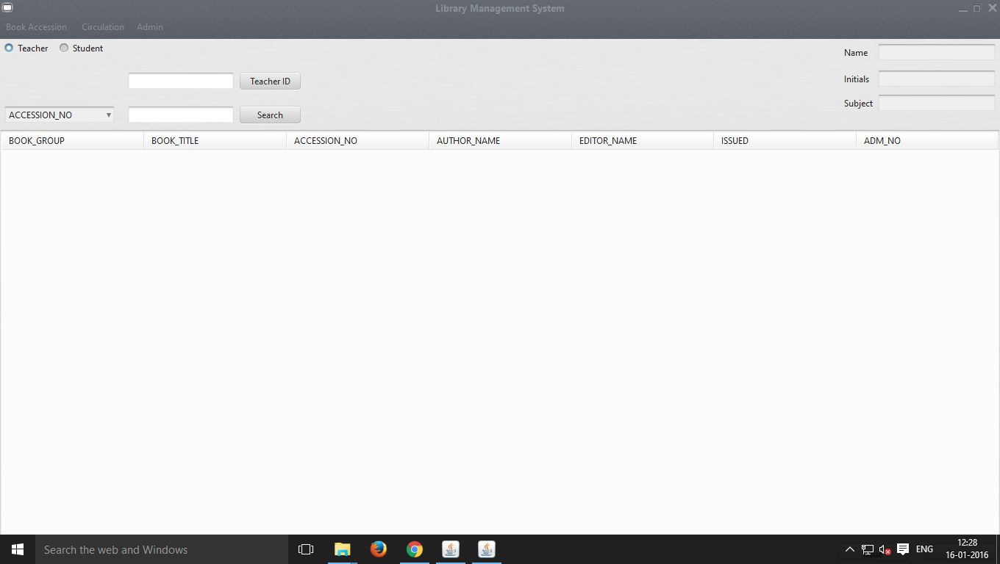 Library Management System
Book Accession Circulation Admin
Teacher Student
Name
Initials
Teacher ID
Subject
ACCESSION_NO Search
BOOK_GROUP BOOK_TITLE ACCESSION_NO AUTHOR_NAME EDITOR_NAME ISSUED ADM_NO
Search the web and Windows ENG 12:28
16-01-2016